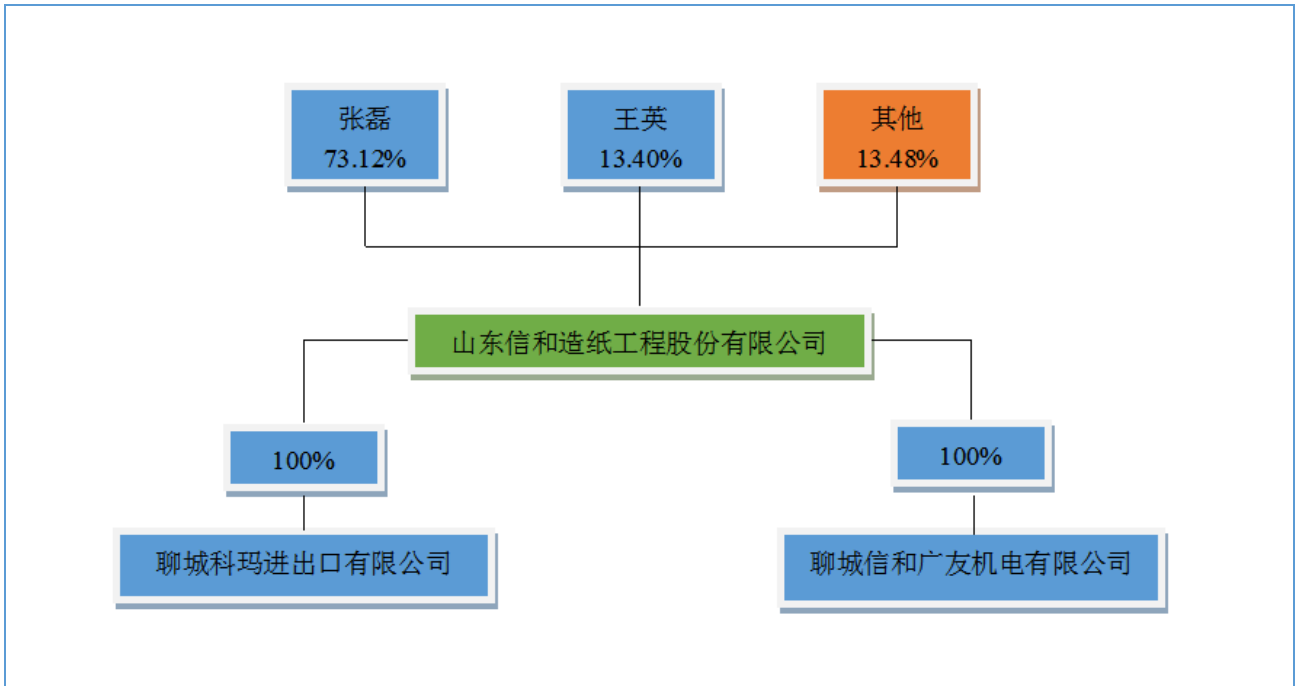 张磊
73.12%
王英
13.40%
其他
13.48%
山东信和造纸工程股份有限公司
100%
100%
聊城科玛进出口有限公司
聊城信和广友机电有限公司